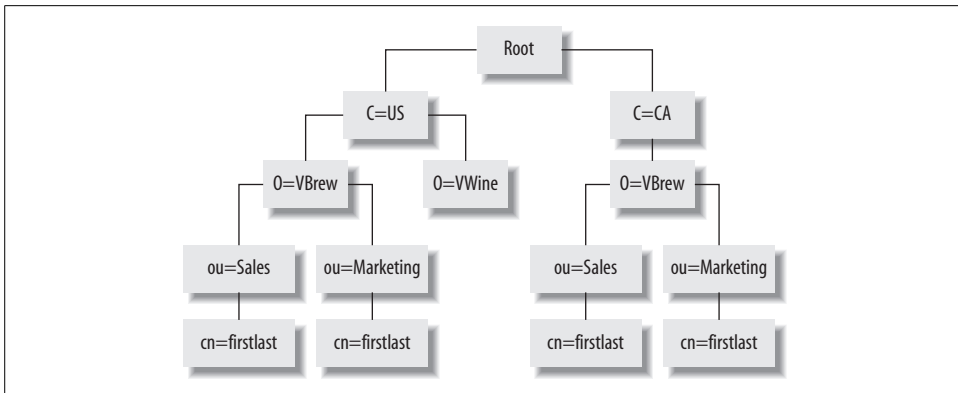 Root
C=US
C=CA
O=VBrew
O=VWine
O=VBrew
ou=Sales
ou=Marketing
ou=Sales
ou=Marketing
cn=firstlast
cn=firstlast
cn=firstlast
cn=firstlast